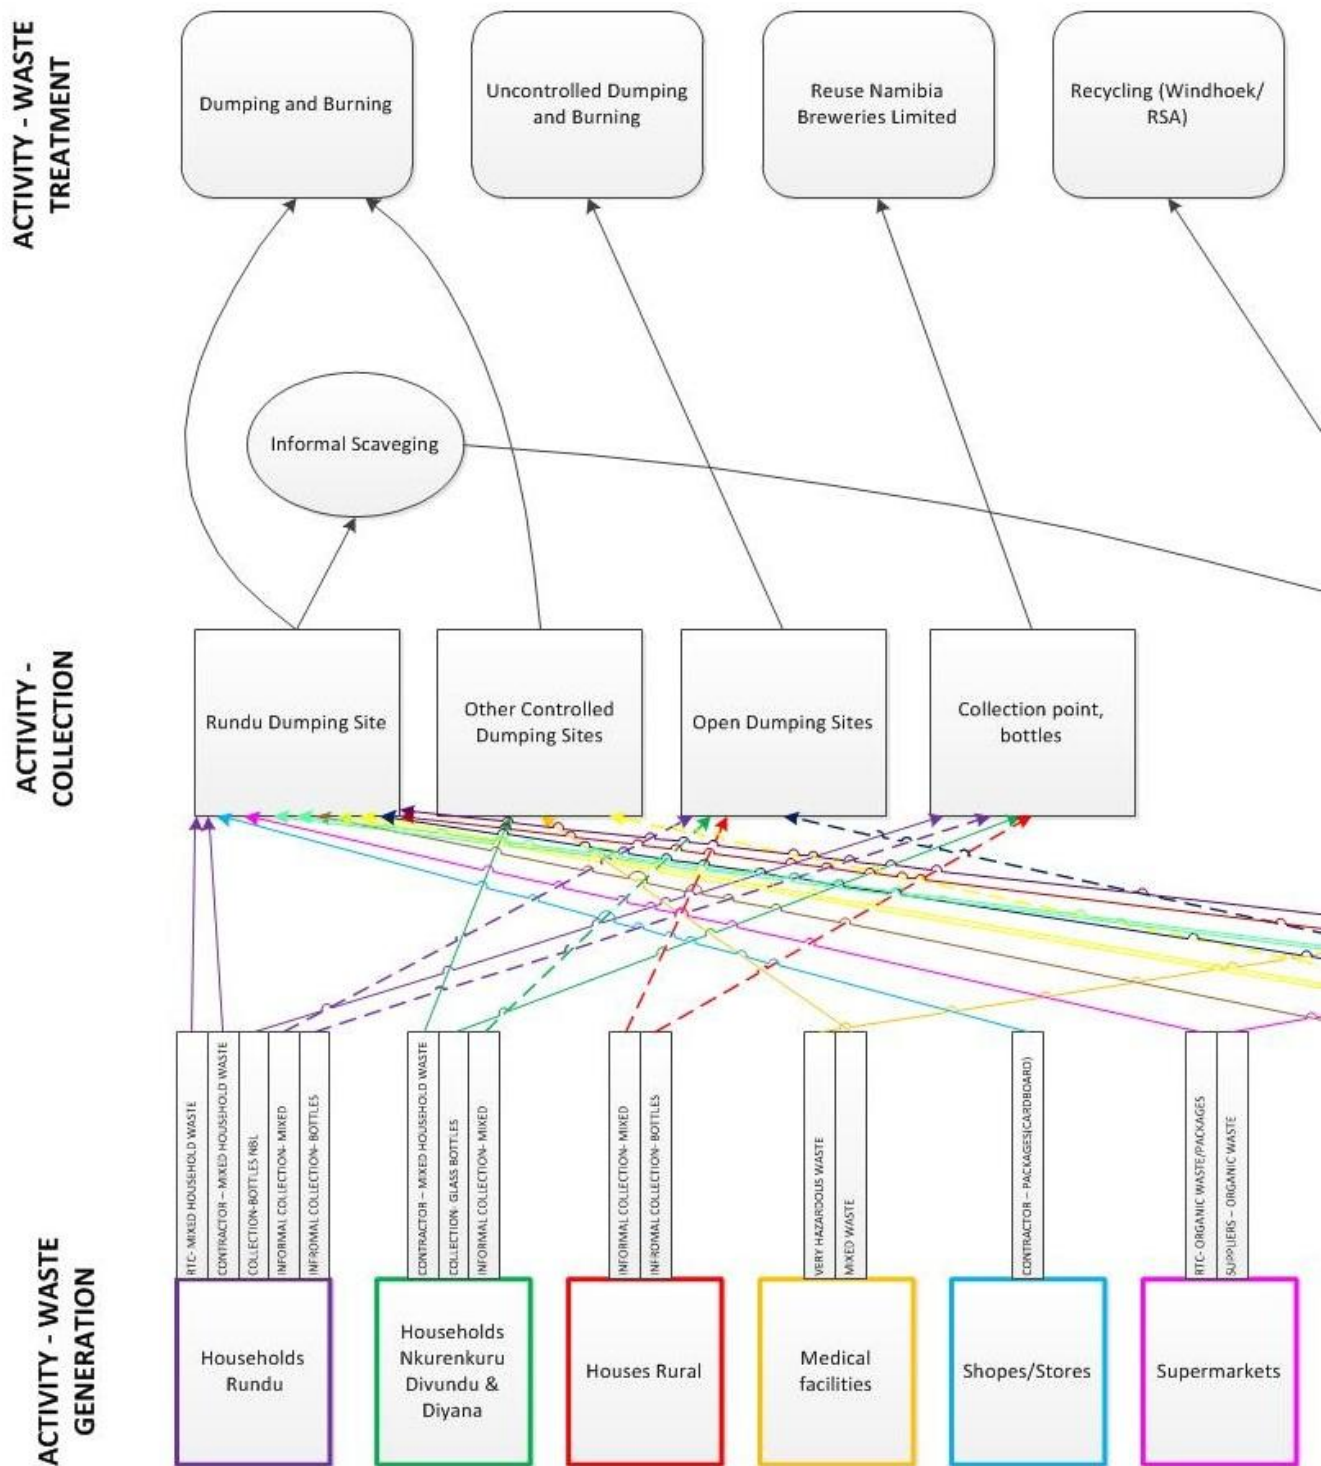 ACTIVITY - WASTE
TREATMENT
Dumping and Burning
Uncontrolled Dumping
and Burning
Reuse Namibia
Breweries Limited
Recycling (Windhoek/
RSA)
Informal Scaveging
ACTIVITY -
COLLECTION
Rundu Dumping Site
Other Controlled
Dumping Sites
Open Dumping Sites
Collection point,
bottles
RTC- MIXED HOUSEHOLD WASTE
CONTRACTOR – MIXED HOUSEHOLD WASTE
COLLECTION-BOTTLES NBL
INFORMAL COLLECTION- MIXED
INFROMAL COLLECTION- BOTTLES
CONTRACTOR – MIXED HOUSEHOLD WASTE
COLLECTION- GLASS BOTTLES
INFORMAL COLLECTION- MIXED
INFORMAL COLLECTION- MIXED
INFROMAL COLLECTION- BOTTLES
VERY HAZARDOUS WASTE
MIXED WASTE
CONTRACTOR – PACKAGES(CARDBOARD)
RTC- ORGANIC WASTE/PACKAGES
SUPPLIERS – ORGANIC WASTE
ACTIVITY - WASTE
GENERATION
Households
Rundu
Households
Nkurenkuru
Divundu &
Diyana
Houses Rural
Medical
facilities
Shopes/Stores
Supermarkets